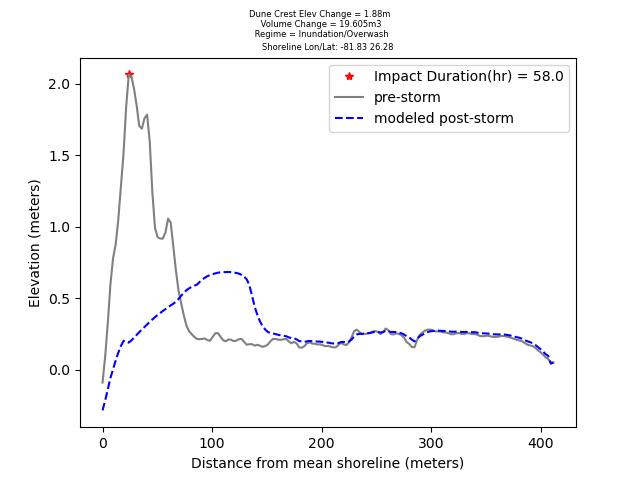 Dune Crest Elev Change = 1.88m
Volume Change = 19.605m3
Regime = Inundation/Overwash
Shoreline Lon/Lat: -81.83 26.28
Impact Duration(hr) = 58.0
pre-storm
modeled post-storm
Elevation (meters)
2.0
1.5
1.0
0.5
0.0
0 100 200 300 400
Distance from mean shoreline (meters)